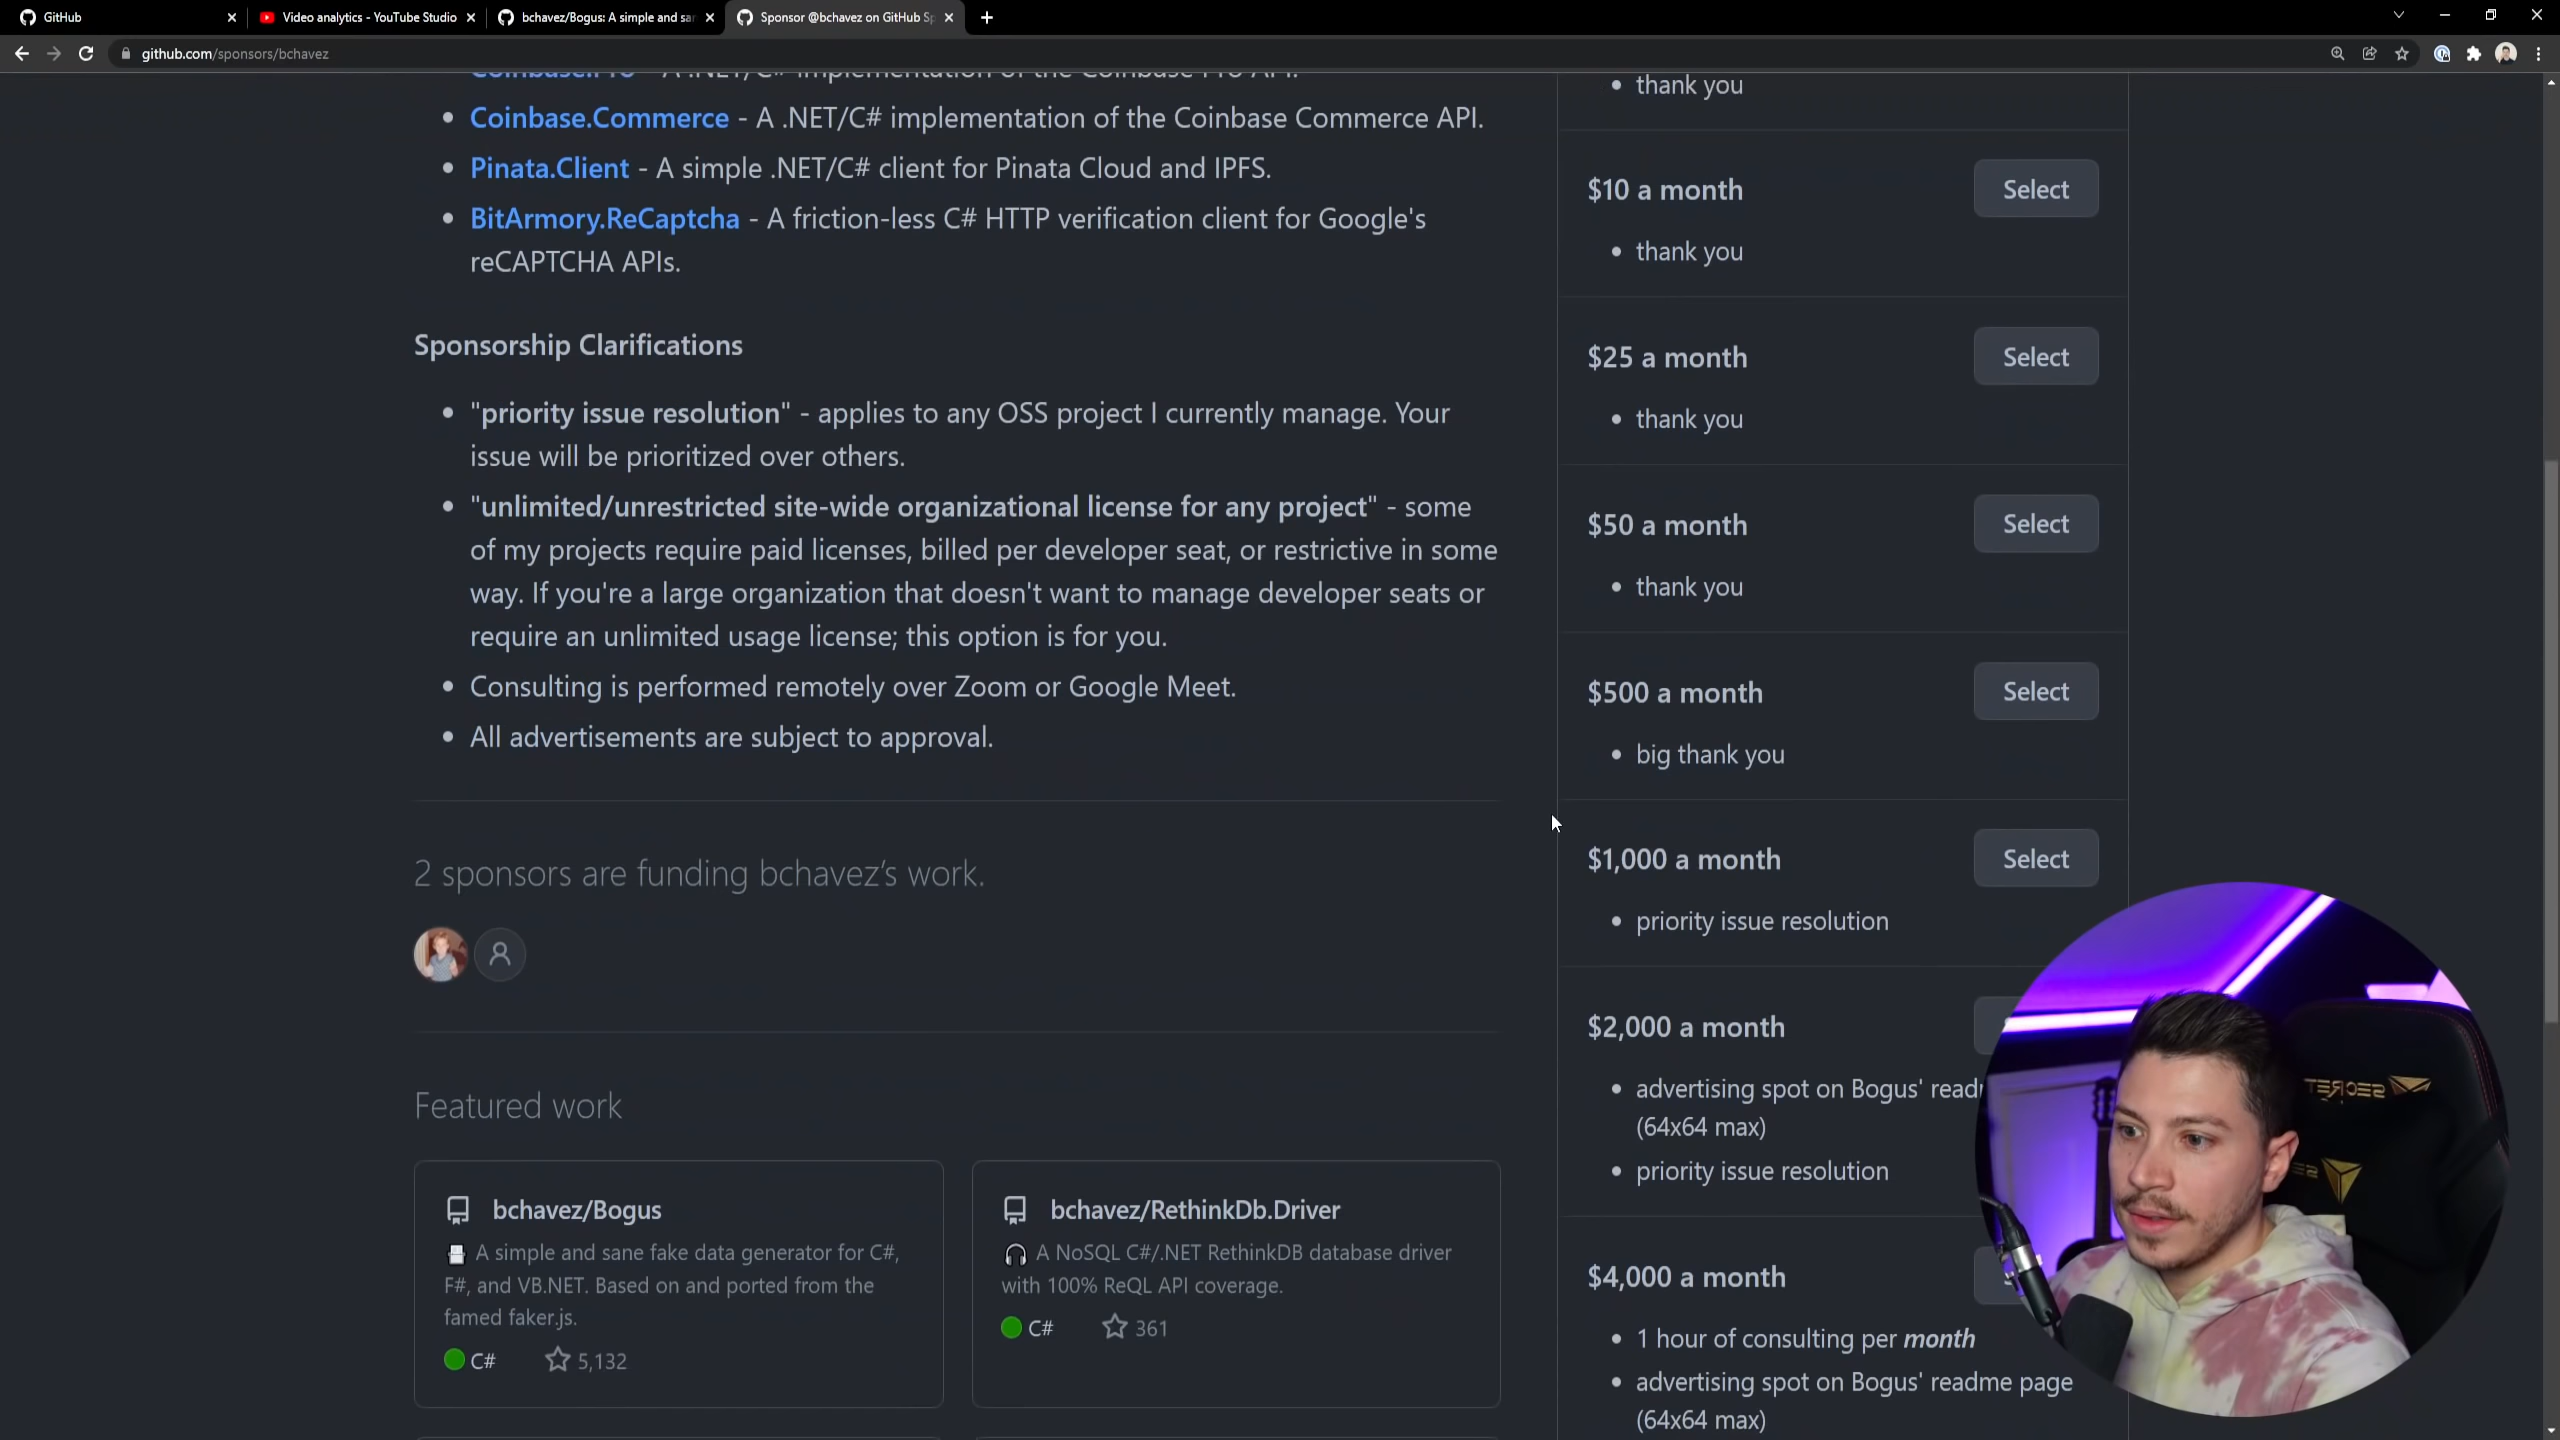 GitHub
Video analytics - YouTube Studio
bchavez/Bogus: A simple and sa
Sponsor @bchavez on GitHub Sp
github.com/sponsors/bchavez
Coinbase.Pro - A .NET/C# implementation of the Coinbase Pro API.
Coinbase.Commerce - A .NET/C# implementation of the Coinbase Commerce API.
Pinata.Client - A simple .NET/C# client for Pinata Cloud and IPFS.
BitArmory.ReCaptcha - A friction-less C# HTTP verification client for Google's
reCAPTCHA APIs.
Sponsorship Clarifications
"priority issue resolution" - applies to any OSS project I currently manage. Your
issue will be prioritized over others.
"unlimited/unrestricted site-wide organizational license for any project" - some
of my projects require paid licenses, billed per developer seat, or restrictive in some
way. If you're a large organization that doesn't want to manage developer seats or
require an unlimited usage license; this option is for you.
Consulting is performed remotely over Zoom or Google Meet.
All advertisements are subject to approval.
2 sponsors are funding bchavez's work.
Featured work
bchavez/Bogus
A simple and sane fake data generator for C#,
F#, and VB.NET. Based on and ported from the
famed faker.js.
C# 5,132
bchavez/RethinkDb.Driver
A NoSQL C#/.NET RethinkDB database driver
with 100% ReQL API coverage.
C# 361
thank you
$10 a month Select
thank you
$25 a month Select
thank you
$50 a month Select
thank you
$500 a month Select
big thank you
$1,000 a month Select
priority issue resolution
$2,000 a month
advertising spot on Bogus' read
(64x64 max)
priority issue resolution
$4,000 a month
1 hour of consulting per month
advertising spot on Bogus' readme page
(64x64 max)
SECRET